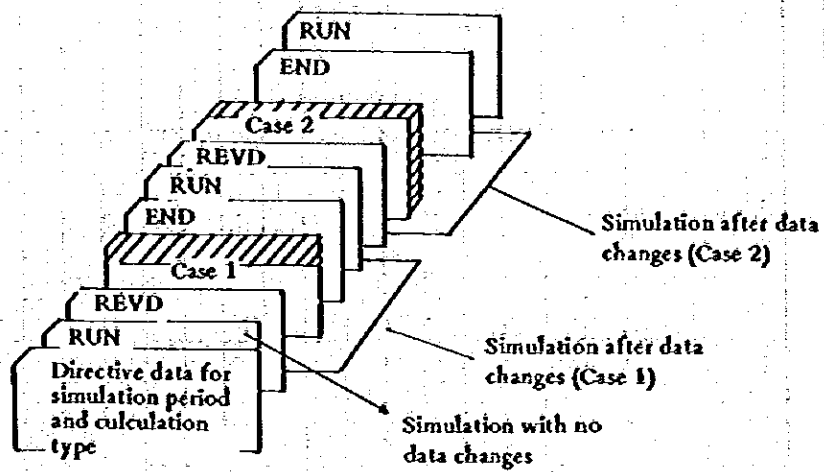 RUN
END
Case 2
REVD
RUN
END
Case 1
REVD
RUN
Directive data for
simulation period
and culculation
type
Simulation after data
changes (Case 2)
Simulation after data
changes (Case 1)
Simulation with no
data changes